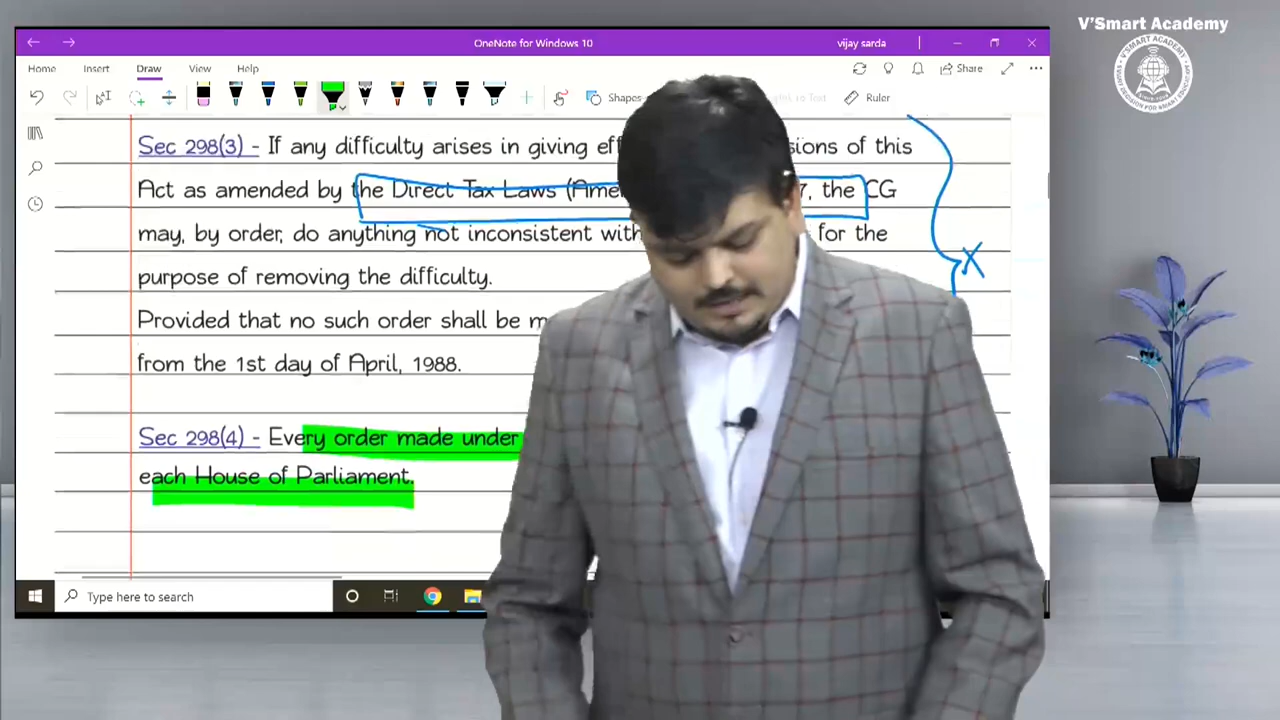 V'Smart Academy
OneNote for Windows 10
vijay sarda
Home Insert Draw View Help
Share
Shapes
Ruler
Sec 298(3) - If any difficulty arises in giving eff sions of this
Act as amended by the Direct Tax Laws (Ame 7, the CG
may, by order, do anything not inconsistent with for the
purpose of removing the difficulty.
Provided that no such order shall be m
from the 1st day of April, 1988.
X
Sec 298(4) - Every order made under
each House of Parliament.
Type here to search